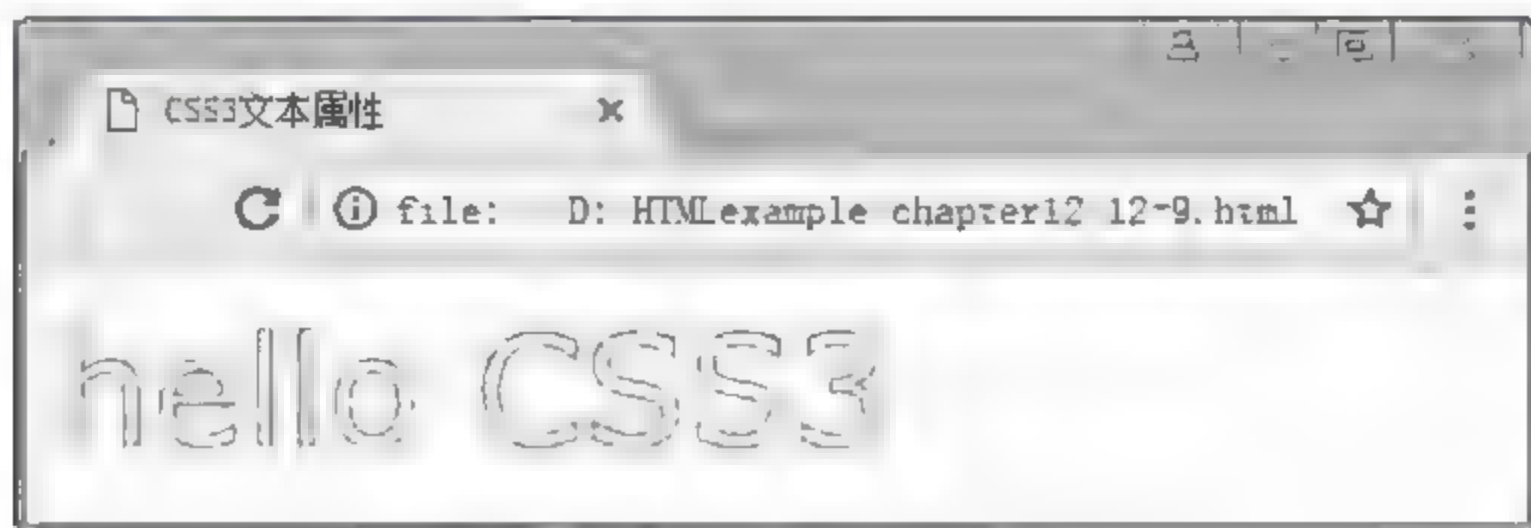 CSS3文本属性
file: D: HTMLexample chapter12 12-9.html
hello CSS3